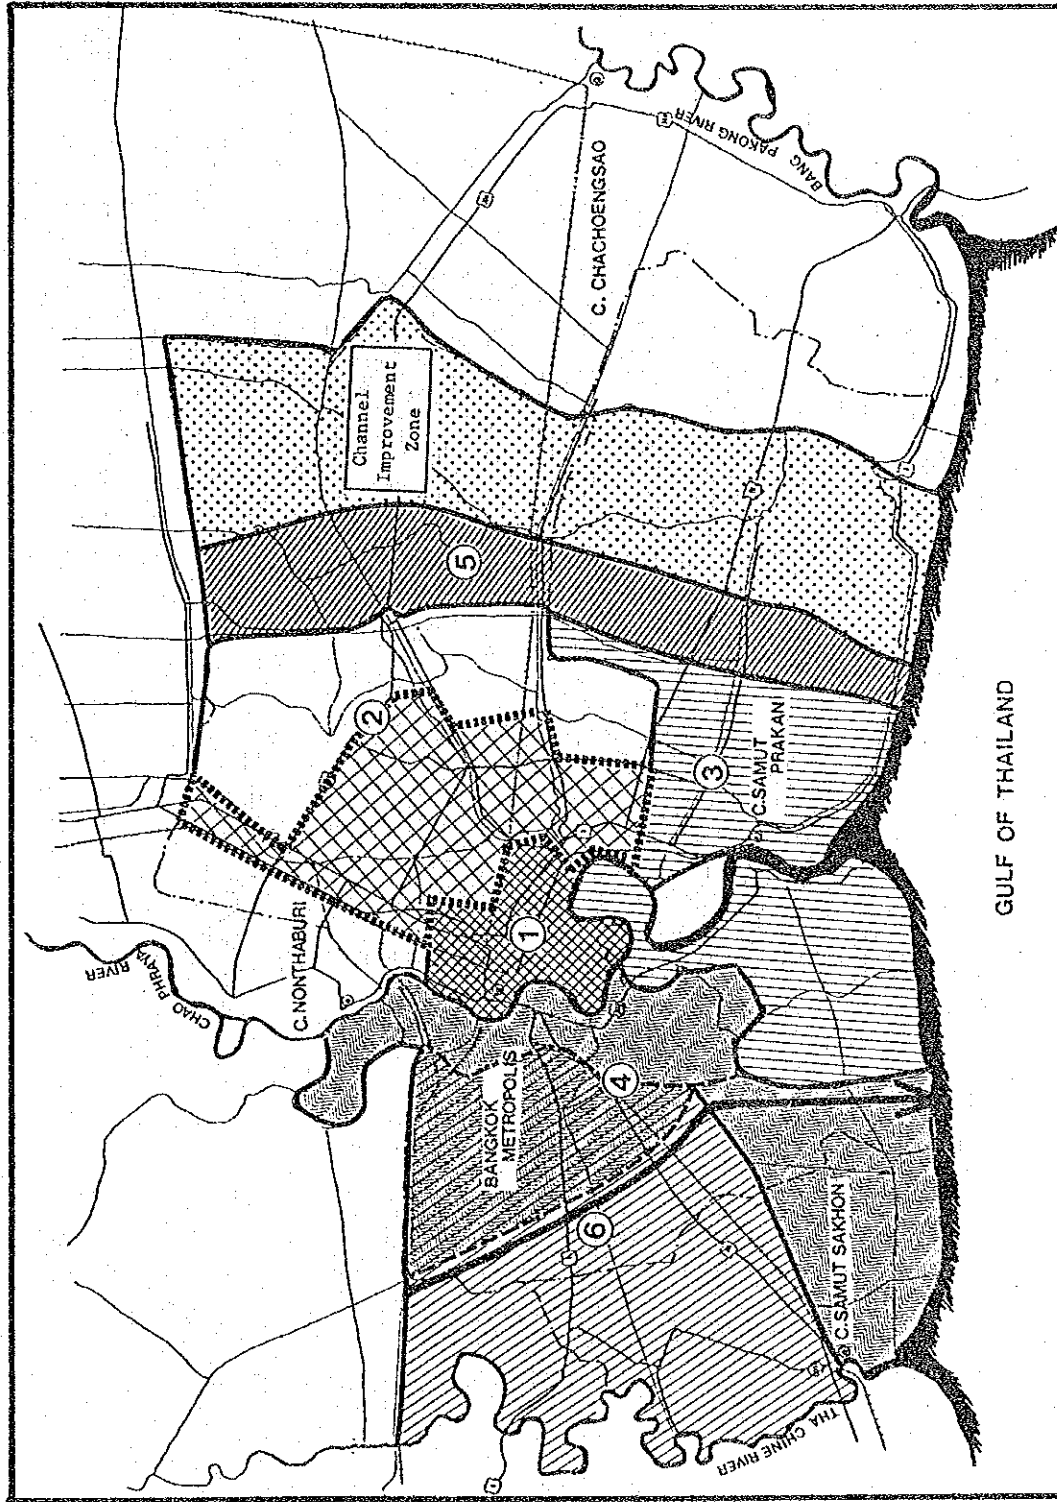 CHAO PHRAYA
RIVER
C. NONTHABURI
Channel
Improvement
Zone
C. CHACHOENGSAO
BANG PAKONG RIVER
BANGKOK
METROPOLIS
1
2
3
4
5
6
C.SAMUT
PRAKAN
C.SAMUT SAKHON
THA CHINE RIVER
GULF OF THAILAND